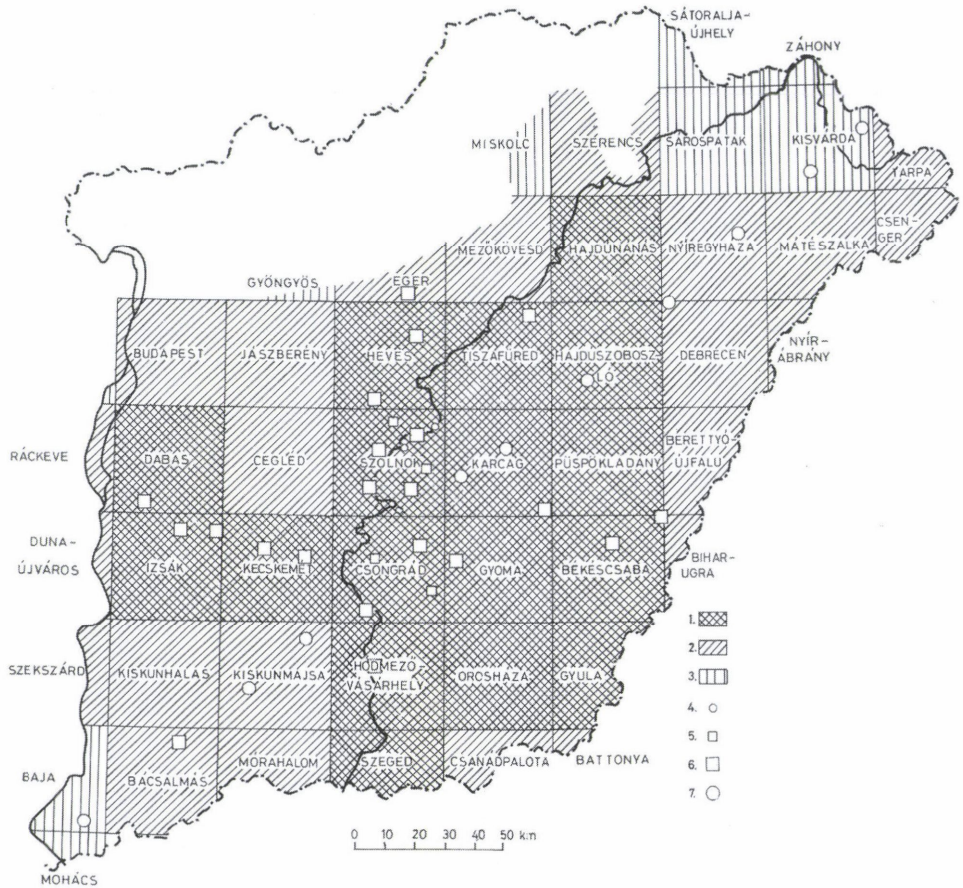 SÁTORALJA-
ÚJHELY
ZÁHONY
MISKOLC
SZERENCS
SÁROSPATAK
KISVÁRDA
TARPA
MEZŐKÖVESD
HAJDÚNÁNÁS
NYÍREGYHÁZA
MÁTÉSZALKA
CSEN-
GER
GYÖNGYÖS
EGER
BUDAPEST
JÁSZBERÉNY
HEVES
TISZAFÜRED
HAJDÚSZOBOSZ-
LÓ
DEBRECEN
NYÍR-
ÁBRÁNY
RÁCKEVE
DABAS
CEGLÉD
SZOLNOK
KARCAG
PÜSPÖKLADÁNY
BERETTYÓ-
ÚJFALU
DUNA-
ÚJVÁROS
IZSÁK
KECSKEMÉT
CSONGRÁD
GYOMA
BÉKÉSCSABA
BIHAR-
UGRA
SZEKSZÁRD
KISKUNHALAS
KISKUNMAJSA
HÓDMEZŐ-
VÁSÁRHELY
OROSHÁZA
GYULA
BAJA
BÁCSALMÁS
MÓRAHALOM
SZEGED
CSANÁDPALOTA
BATTONYA
MOHÁCS
1.
2.
3.
4.
5.
6.
7.
0 10 20 30 40 50 km